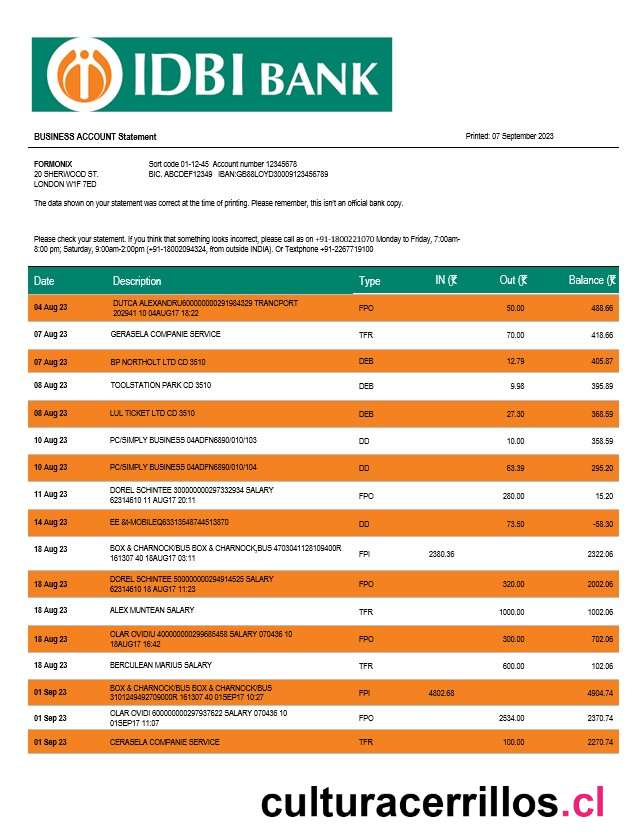 IDBI BANK
BUSINESS ACCOUNT Statement
Printed: 07 September 2023
FORMONIX
20 SHERWOOD ST.
LONDON W1F 7ED
Sort code 01-12-45 Account number 12345678
BIC. ABCDEF12349 IBAN:GB88LOYD30009123456789
The data shown on your statement was correct at the time of printing. Please remember, this isn't an official bank copy.
Please check your statement. If you think that something looks incorrect, please call as on +91-1800221070 Monday to Friday, 7:00am-
8:00 pm; Saturday, 9:00am-2:00pm (+91-18002094324, from outside INDIA). Or Textphone +91-2267719100
Date Description Type IN (₹ Out (₹ Balance (₹
04 Aug 23 DUTCA ALEXANDRU600000000291984329 TRANCPORT
202941 10 04AUG17 18:22 FPO 50.00 488.66
07 Aug 23 GERASELA COMPANIE SERVICE TFR 70.00 418.66
07 Aug 23 BP NORTHOLT LTD CD 3510 DEB 12.79 405.87
08 Aug 23 TOOLSTATION PARK CD 3510 DEB 9.98 395.89
08 Aug 23 LUL TICKET LTD CD 3510 DEB 27.30 368.59
10 Aug 23 PC/SIMPLY BUSINESS 04ADFN6890/010/103 DD 10.00 358.59
10 Aug 23 PC/SIMPLY BUSINESS 04ADFN6890/010/104 DD 63.39 295.20
11 Aug 23 DOREL SCHINTEE 300000000297332934 SALARY
62314610 11 AUG17 20:11 FPO 280.00 15.20
14 Aug 23 EE &t-MOBILEQ63313548744513870 DD 73.50 -58.30
18 Aug 23 BOX & CHARNOCK/BUS BOX & CHARNOCK,BUS 4703041128109400R
161307 40 18AUG17 03:11 FPI 2380.36 2322.06
18 Aug 23 DOREL SCHINTEE 500000000294914525 SALARY
62314618 18 AUG17 11:23 FPO 320.00 2002.06
18 Aug 23 ALEX MUNTEAN SALARY TFR 1000.00 1002.06
18 Aug 23 OLAR OVIDIU 400000000299685458 SALARY 070436 10
18AUG17 16:42 FPO 300.00 702.06
18 Aug 23 BERCULEAN MARIUS SALARY TFR 600.00 102.06
01 Sep 23 BOX & CHARNOCK/BUS BOX & CHARNOCK/BUS
3101249492709000R 161307 40 01SEP17 10:27 FPI 4802.68 4904.74
01 Sep 23 OLAR OVIDI 600000000297937622 SALARY 070436 10
01SEP17 11:07 FPO 2534.00 2370.74
01 Sep 23 CERASELA COMPANIE SERVICE TFR 100.00 2270.74
culturacerrillos.cl